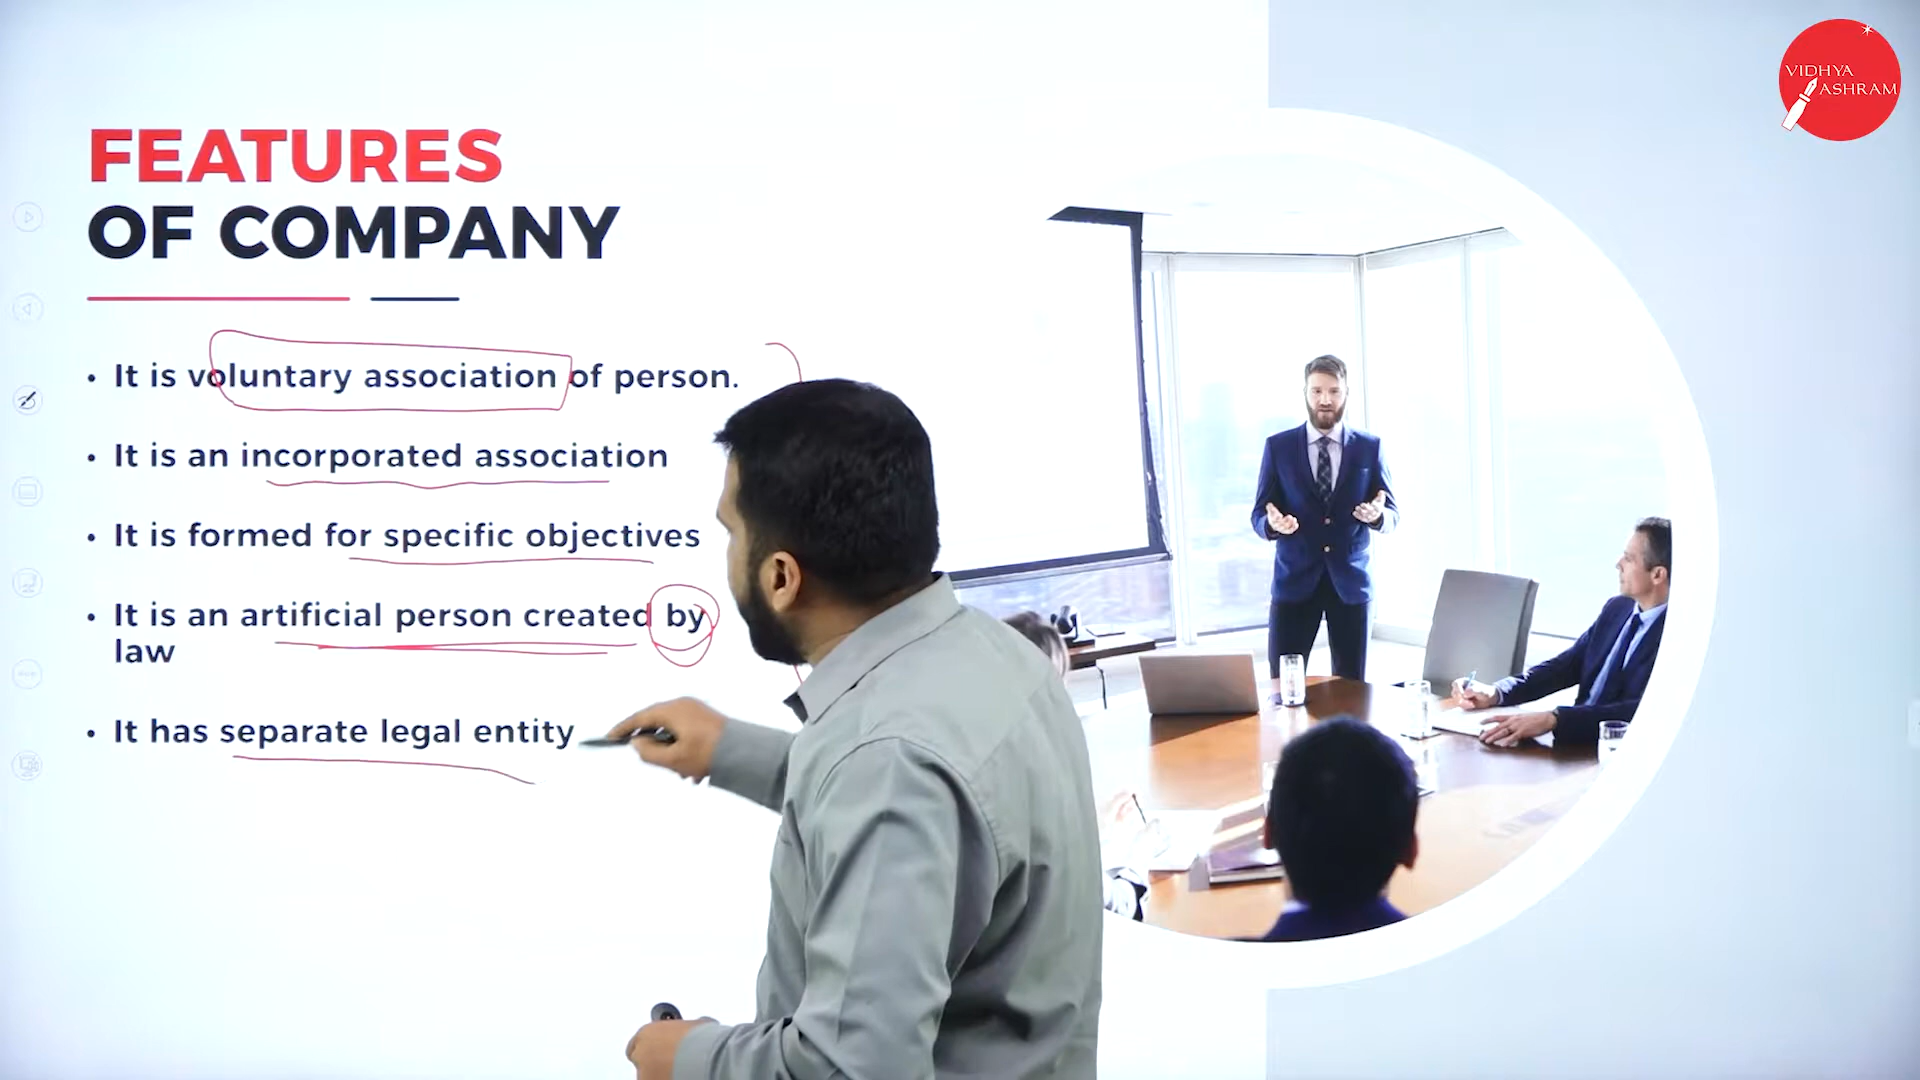 VIDHYA
ASHRAM
FEATURES
OF COMPANY
• It is voluntary association of person.
• It is an incorporated association
• It is formed for specific objectives
• It is an artificial person created by
law
• It has separate legal entity